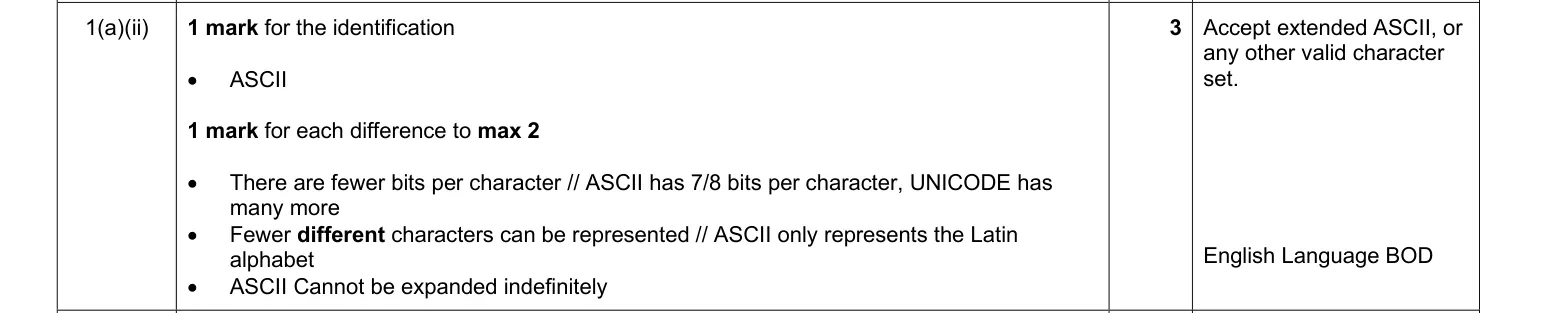 1(a)(ii)
1 mark for the identification
• ASCII
1 mark for each difference to max 2
• There are fewer bits per character // ASCII has 7/8 bits per character, UNICODE has
many more
• Fewer different characters can be represented // ASCII only represents the Latin
alphabet
• ASCII Cannot be expanded indefinitely
3
Accept extended ASCII, or
any other valid character
set.
English Language BOD